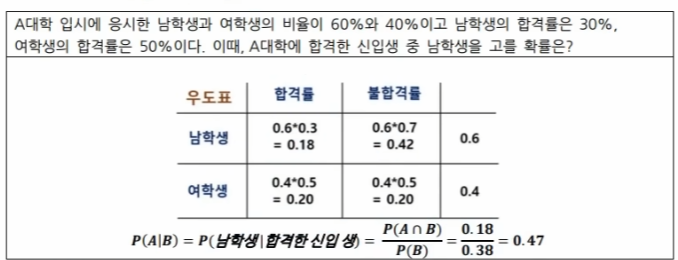 A대학 입시에 응시한 남학생과 여학생의 비율이 60%와 40%이고 남학생의 합격률은 30%,
여학생의 합격률은 50%이다. 이때, A대학에 합격한 신입생 중 남학생을 고를 확률은?
우도표 합격률 불합격률
남학생 0.6*0.3 = 0.18 0.6*0.7 = 0.42 0.6
여학생 0.4*0.5 = 0.20 0.4*0.5 = 0.20 0.4
P(A|B) = P(남학생|합격한 신입 생) = P(A∩B)/P(B) = 0.18/0.38 = 0.47